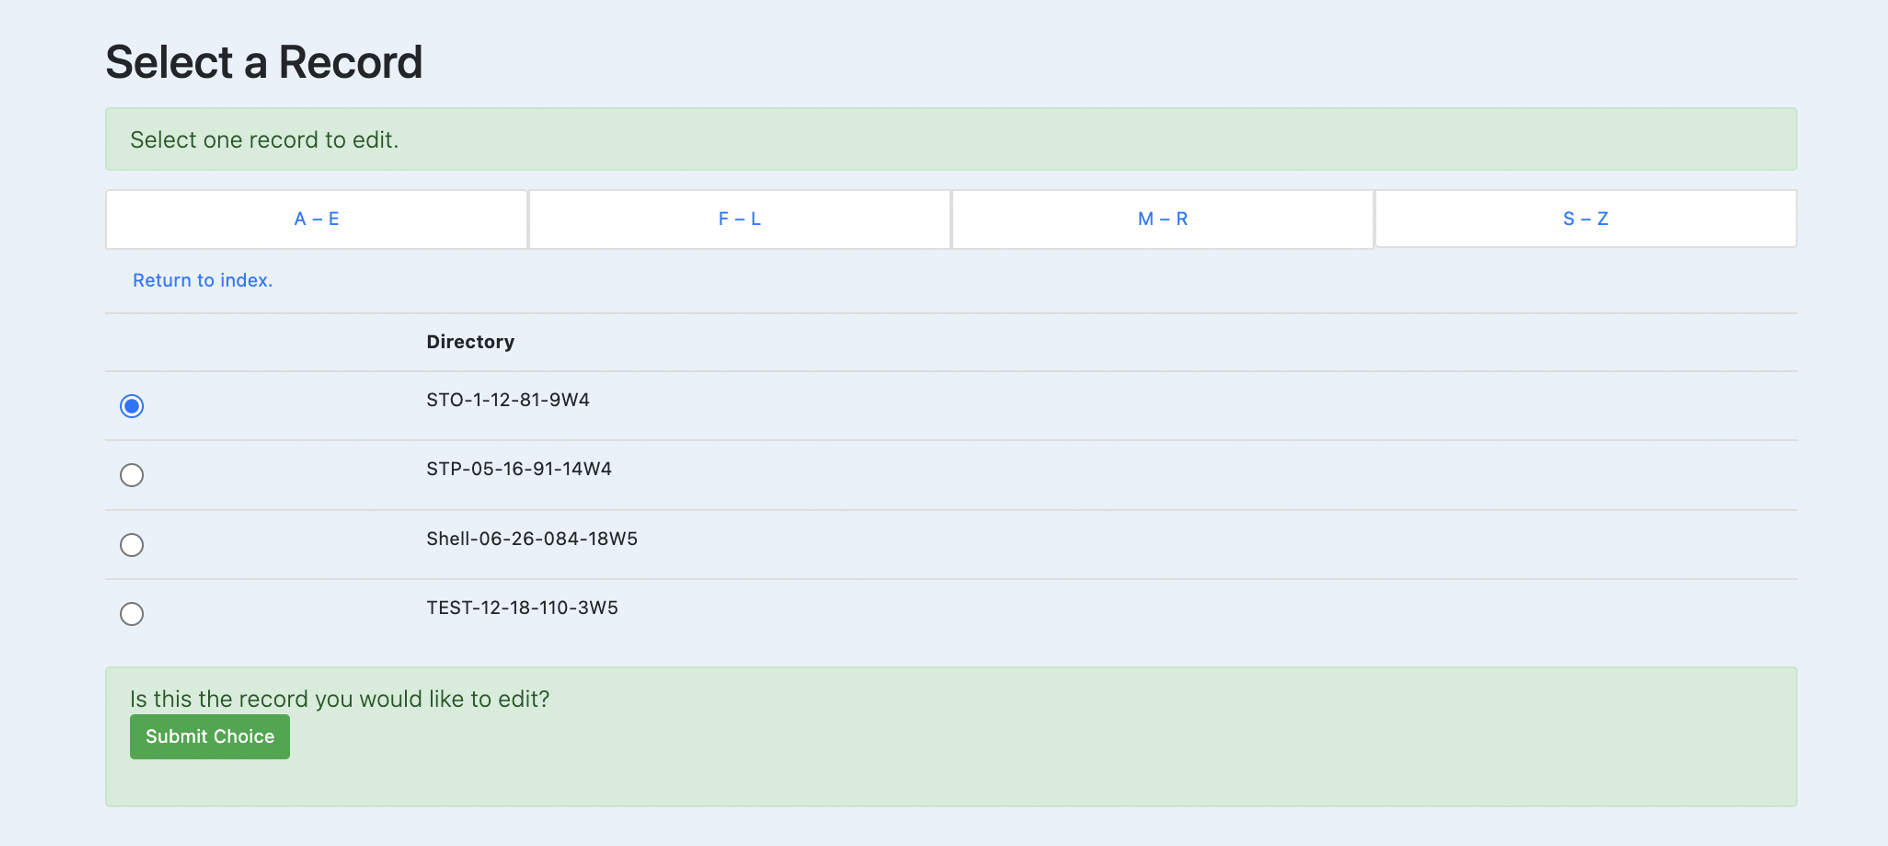 Select a Record
Select one record to edit.
A – E
F – L
M – R
S – Z
Return to index.
Directory
STO-1-12-81-9W4
STP-05-16-91-14W4
Shell-06-26-084-18W5
TEST-12-18-110-3W5
Is this the record you would like to edit?
Submit Choice